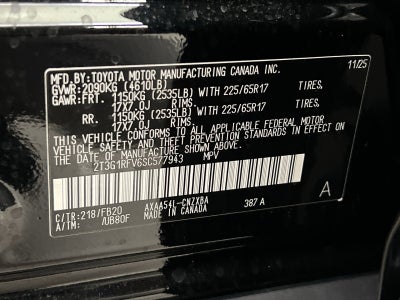 MFD. BY: TOYOTA MOTOR MANUFACTURING CANADA INC. 11/25
GVWR: 2090KG (4610LB)
GAWR: FRT. 1150KG (2535LB) WITH 225/65R17 TIRES,
17X7.0J RIMS.
RR. 1150KG (2535LB) WITH 225/65R17 TIRES,
17X7.0J RIMS.
THIS VEHICLE CONFORMS TO ALL APPLICABLE FEDERAL MOTOR
VEHICLE SAFETY AND THEFT PREVENTION STANDARDS IN EFFECT
ON THE DATE OF MANUFACTURE SHOWN ABOVE.
2T3G1RFV6SC577943 MPV
C/TR: 218/FB20 AXAA54L-CNZXBA 387 A A
A/TM: /UB80F MADE IN CANADA